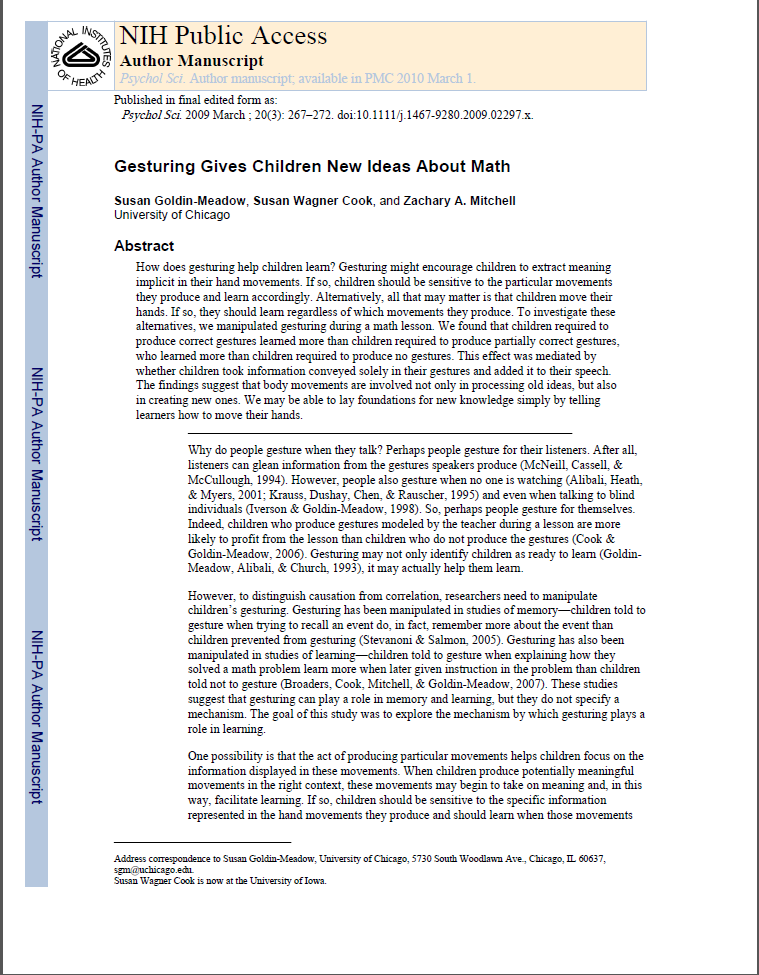 NATIONAL INSTITUTES
OF HEALTH
NIH Public Access
Author Manuscript
Psychol Sci. Author manuscript; available in PMC 2010 March 1.
Published in final edited form as:
Psychol Sci. 2009 March ; 20(3): 267–272. doi:10.1111/j.1467-9280.2009.02297.x.
Gesturing Gives Children New Ideas About Math
Susan Goldin-Meadow, Susan Wagner Cook, and Zachary A. Mitchell
University of Chicago
Abstract
How does gesturing help children learn? Gesturing might encourage children to extract meaning
implicit in their hand movements. If so, children should be sensitive to the particular movements
they produce and learn accordingly. Alternatively, all that may matter is that children move their
hands. If so, they should learn regardless of which movements they produce. To investigate these
alternatives, we manipulated gesturing during a math lesson. We found that children required to
produce correct gestures learned more than children required to produce partially correct gestures,
who learned more than children required to produce no gestures. This effect was mediated by
whether children took information conveyed solely in their gestures and added it to their speech.
The findings suggest that body movements are involved not only in processing old ideas, but also
in creating new ones. We may be able to lay foundations for new knowledge simply by telling
learners how to move their hands.
Why do people gesture when they talk? Perhaps people gesture for their listeners. After all,
listeners can glean information from the gestures speakers produce (McNeill, Cassell, &
McCullough, 1994). However, people also gesture when no one is watching (Alibali, Heath,
& Myers, 2001; Krauss, Dushay, Chen, & Rauscher, 1995) and even when talking to blind
individuals (Iverson & Goldin-Meadow, 1998). So, perhaps people gesture for themselves.
Indeed, children who produce gestures modeled by the teacher during a lesson are more
likely to profit from the lesson than children who do not produce the gestures (Cook &
Goldin-Meadow, 2006). Gesturing may not only identify children as ready to learn (Goldin-
Meadow, Alibali, & Church, 1993), it may actually help them learn.
However, to distinguish causation from correlation, researchers need to manipulate
children's gesturing. Gesturing has been manipulated in studies of memory—children told to
gesture when trying to recall an event do, in fact, remember more about the event than
children prevented from gesturing (Stevanoni & Salmon, 2005). Gesturing has also been
manipulated in studies of learning—children told to gesture when explaining how they
solved a math problem learn more when later given instruction in the problem than children
told not to gesture (Broaders, Cook, Mitchell, & Goldin-Meadow, 2007). These studies
suggest that gesturing can play a role in memory and learning, but they do not specify a
mechanism. The goal of this study was to explore the mechanism by which gesturing plays a
role in learning.
One possibility is that the act of producing particular movements helps children focus on the
information displayed in these movements. When children produce potentially meaningful
movements in the right context, these movements may begin to take on meaning and, in this
way, facilitate learning. If so, children should be sensitive to the specific information
represented in the hand movements they produce and should learn when those movements
Address correspondence to Susan Goldin-Meadow, University of Chicago, 5730 South Woodlawn Ave., Chicago, IL 60637,
sgm@uchicago.edu.
Susan Wagner Cook is now at the University of Iowa.
NIH-PA Author Manuscript
NIH-PA Author Manuscript
NIH-PA Author Manuscript